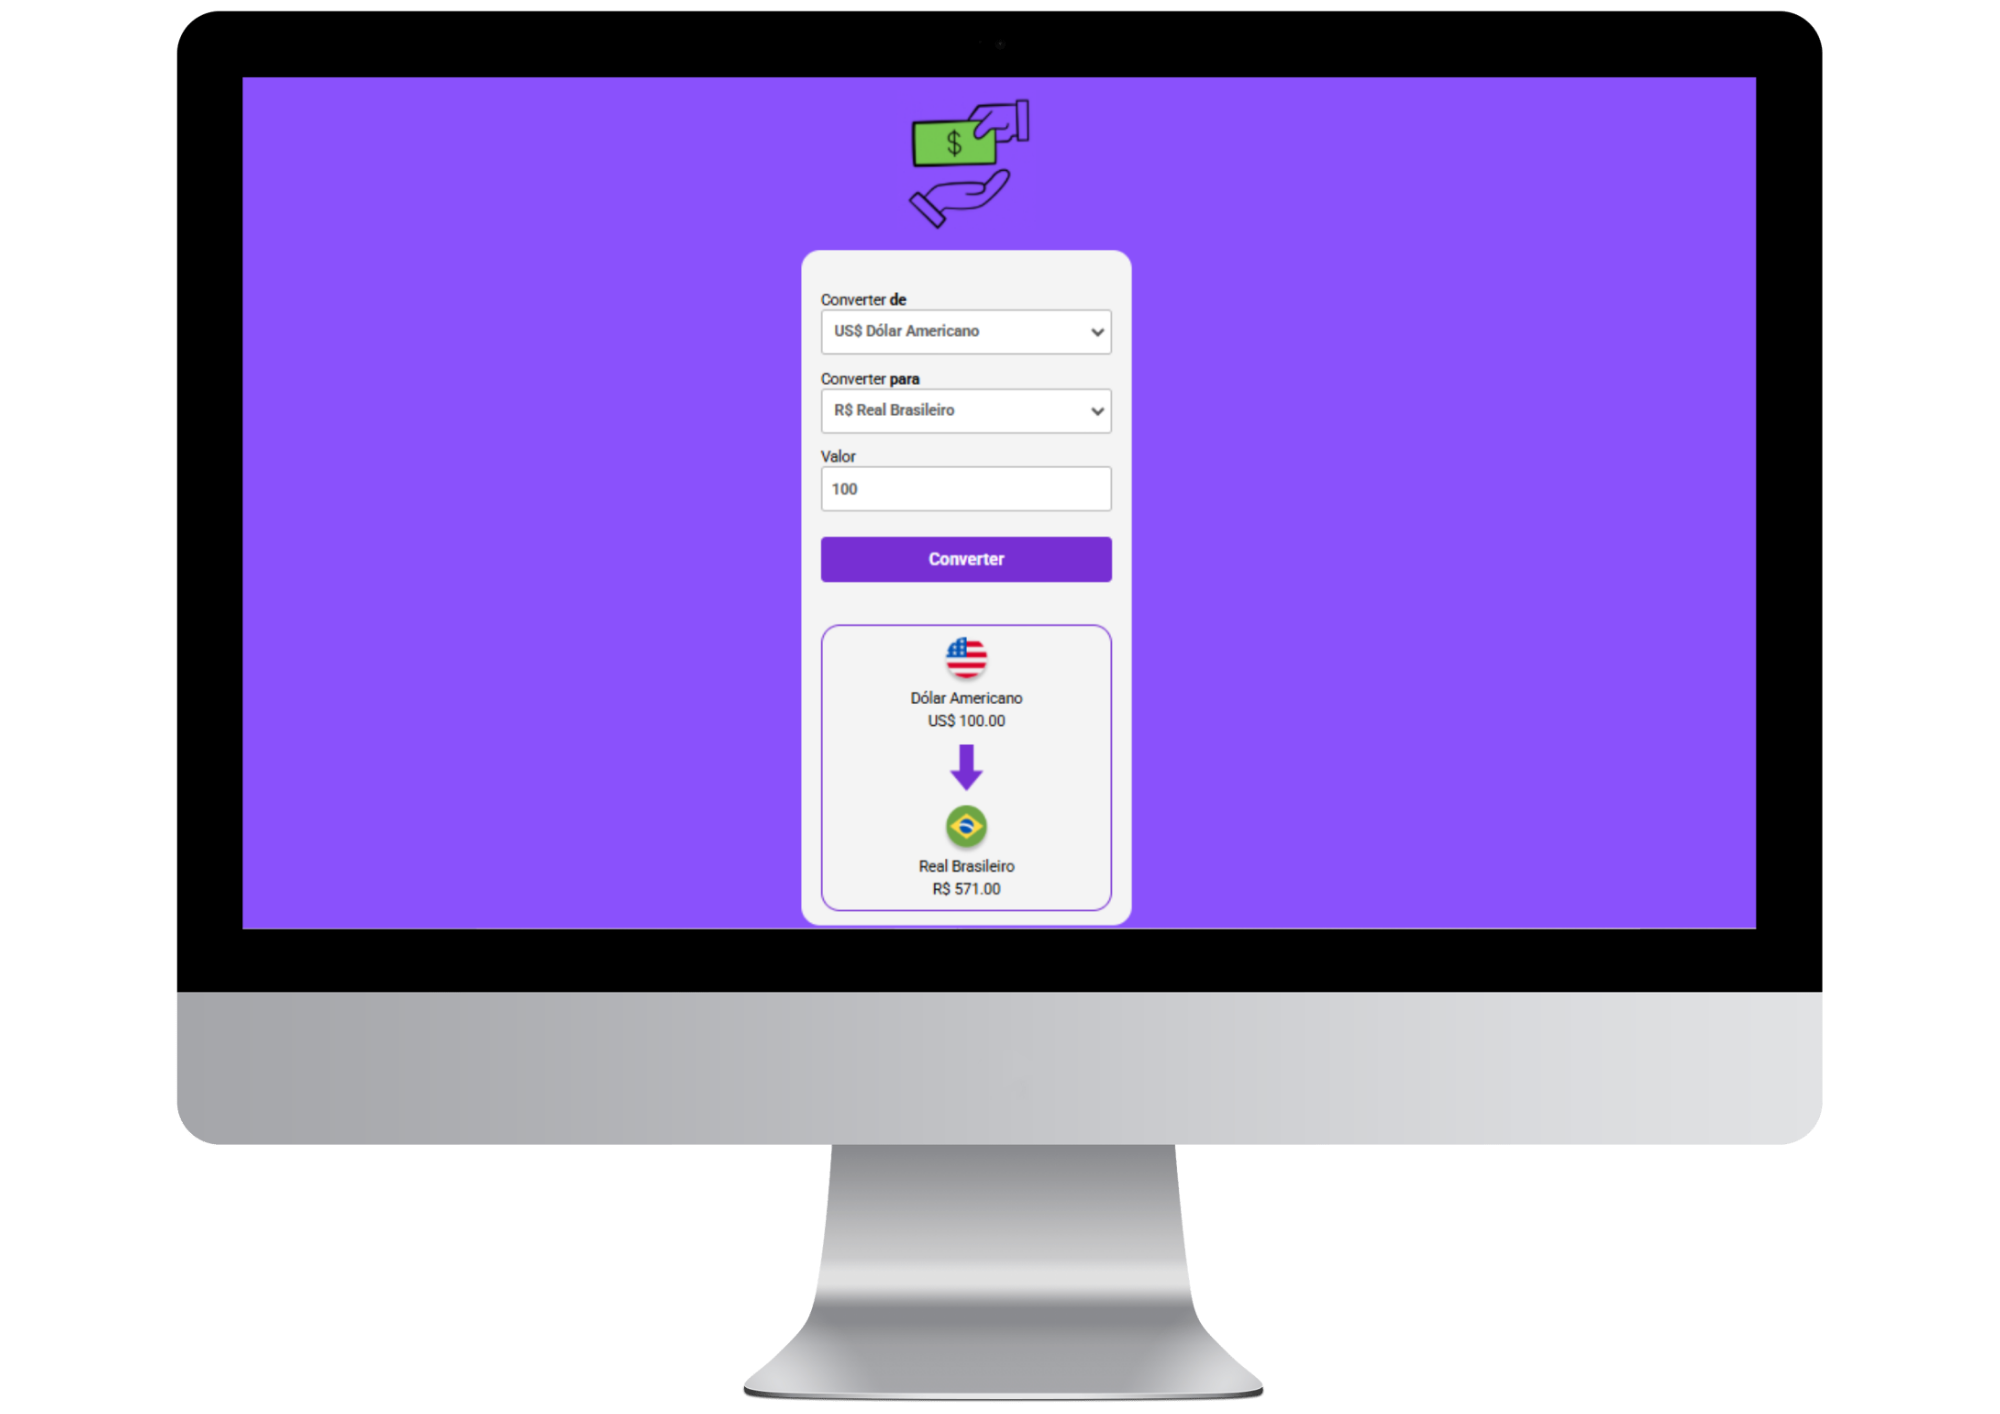 $
Converter de
US$ Dólar Americano
Converter para
R$ Real Brasileiro
Valor
100
Converter
Dólar Americano
US$ 100.00
Real Brasileiro
R$ 571.00